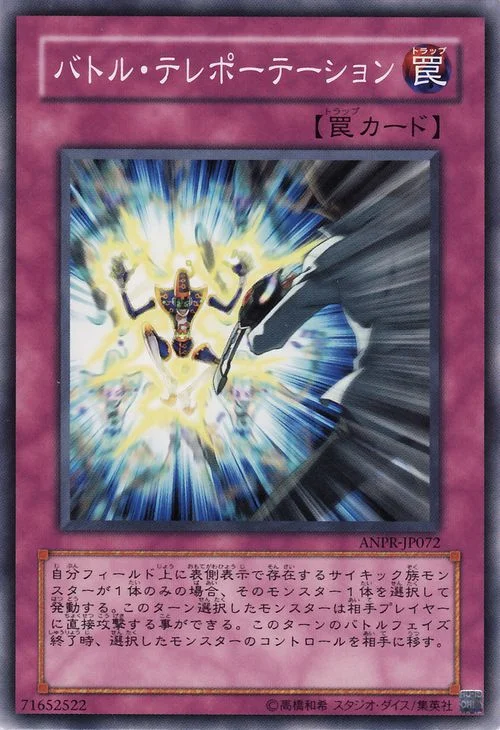 バトル・テレポーテーション
トラップ
罠
トラップ
【罠カード】
ANPR-JP072
自分フィールド上に表側表示で存在するサイキック族モン
スターが1体のみの場合、そのモンスター1体を選択して
発動する。このターン選択したモンスターは相手プレイヤー
に直接攻撃する事ができる。このターンのバトルフェイズ
終了時、選択したモンスターのコントロールを相手に移す。
71652522
©高橋和希 スタジオ・ダイス/集英社